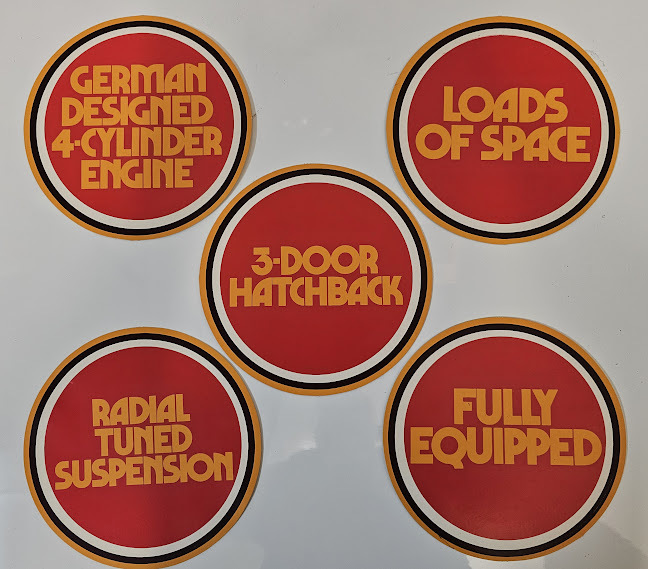 GERMAN
DESIGNED
4-CYLINDER
ENGINE
LOADS
OF SPACE
3-DOOR
HATCHBACK
RADIAL
TUNED
SUSPENSION
FULLY
EQUIPPED